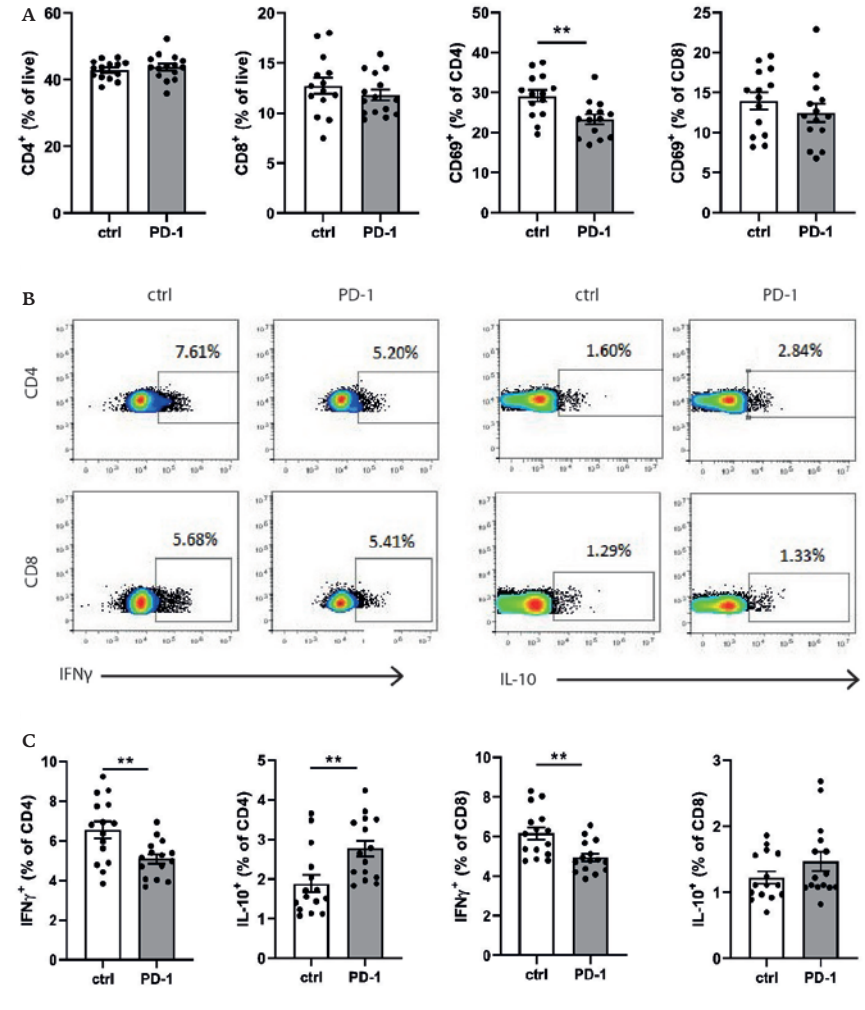 A
CD4⁺ (% of live)
60
40
20
0
ctrl
PD-1
CD8⁺ (% of live)
20
15
10
5
0
ctrl
PD-1
CD69⁺ (% of CD4)
50
40
30
20
10
0
**
ctrl
PD-1
CD69⁺ (% of CD8)
25
20
15
10
5
0
ctrl
PD-1
B
ctrl
PD-1
ctrl
PD-1
CD4
7.61%
5.20%
1.60%
2.84%
CD8
5.68%
5.41%
1.29%
1.33%
IFNγ
IL-10
C
IFNγ⁺ (% of CD4)
10
8
6
4
2
0
**
ctrl
PD-1
IL-10⁺ (% of CD4)
5
4
3
2
1
0
**
ctrl
PD-1
IFNγ⁺ (% of CD8)
10
8
6
4
2
0
**
ctrl
PD-1
IL-10⁺ (% of CD8)
3
2
1
0
ctrl
PD-1